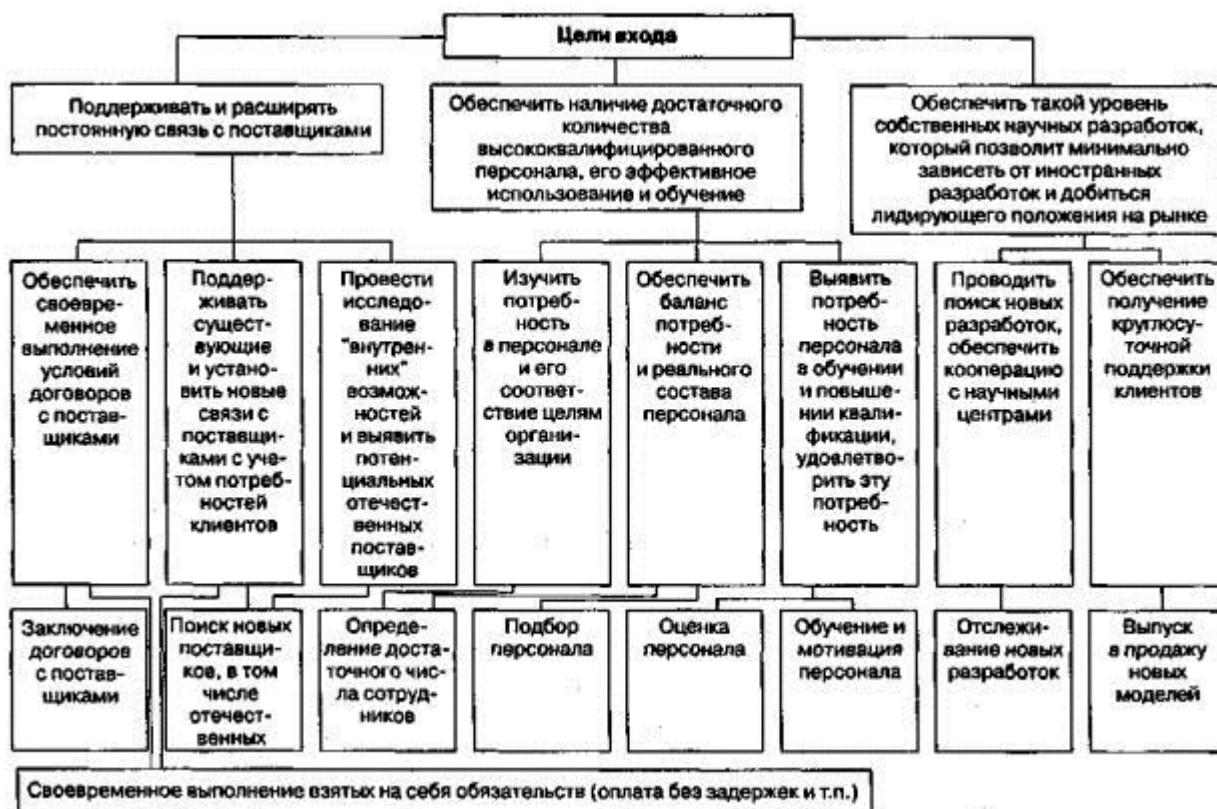 Цели входа
Поддерживать и расширять
постоянную связь с поставщиками
Обеспечить наличие достаточного
количества
высококвалифицированного
персонала, его эффективное
использование и обучение
Обеспечить такой уровень
собственных научных разработок,
который позволит минимально
зависеть от иностранных
разработок и добиться
лидирующего положения на рынке
Обеспечить
своевре-
менное
выполнение
условий
договоров
с постав-
щиками
Поддер-
живать
сущест-
вующие
и устано-
вить новые
связи с
поставщи-
ками с уче-
том потреб-
ностей
клиентов
Провести
исследо-
вание
"внутрен-
них"
возмож-
ностей
и выявить
потен-
циальных
отечест-
венных
постав-
щиков
Изучить
потреб-
ность
в персонале
и его
соответ-
ствие целям
органи-
зации
Обеспечить
баланс
потреб-
ности
и реального
состава
персонала
Выявить
потреб-
ность
персонала
в обучении
и повыше-
нии квали-
фикации,
удовлетво-
рить эту
потреб-
ность
Проводить
поиск новых
разработок,
обеспечить
кооперацию
с научными
центрами
Обеспечить
получение
круглосу-
точной
поддержки
клиентов
Заключение
договоров
с постав-
щиками
Поиск новых
поставщи-
ков, в том
числе
отечест-
венных
Опреде-
ление доста-
точного чис-
ла сотруд-
ников
Подбор
персонала
Оценка
персонала
Обучение и
мотивация
персонала
Отслежи-
вание новых
разработок
Выпуск
в продажу
новых
моделей
Своевременное выполнение взятых на себя обязательств (оплата без задержек и т.п.)